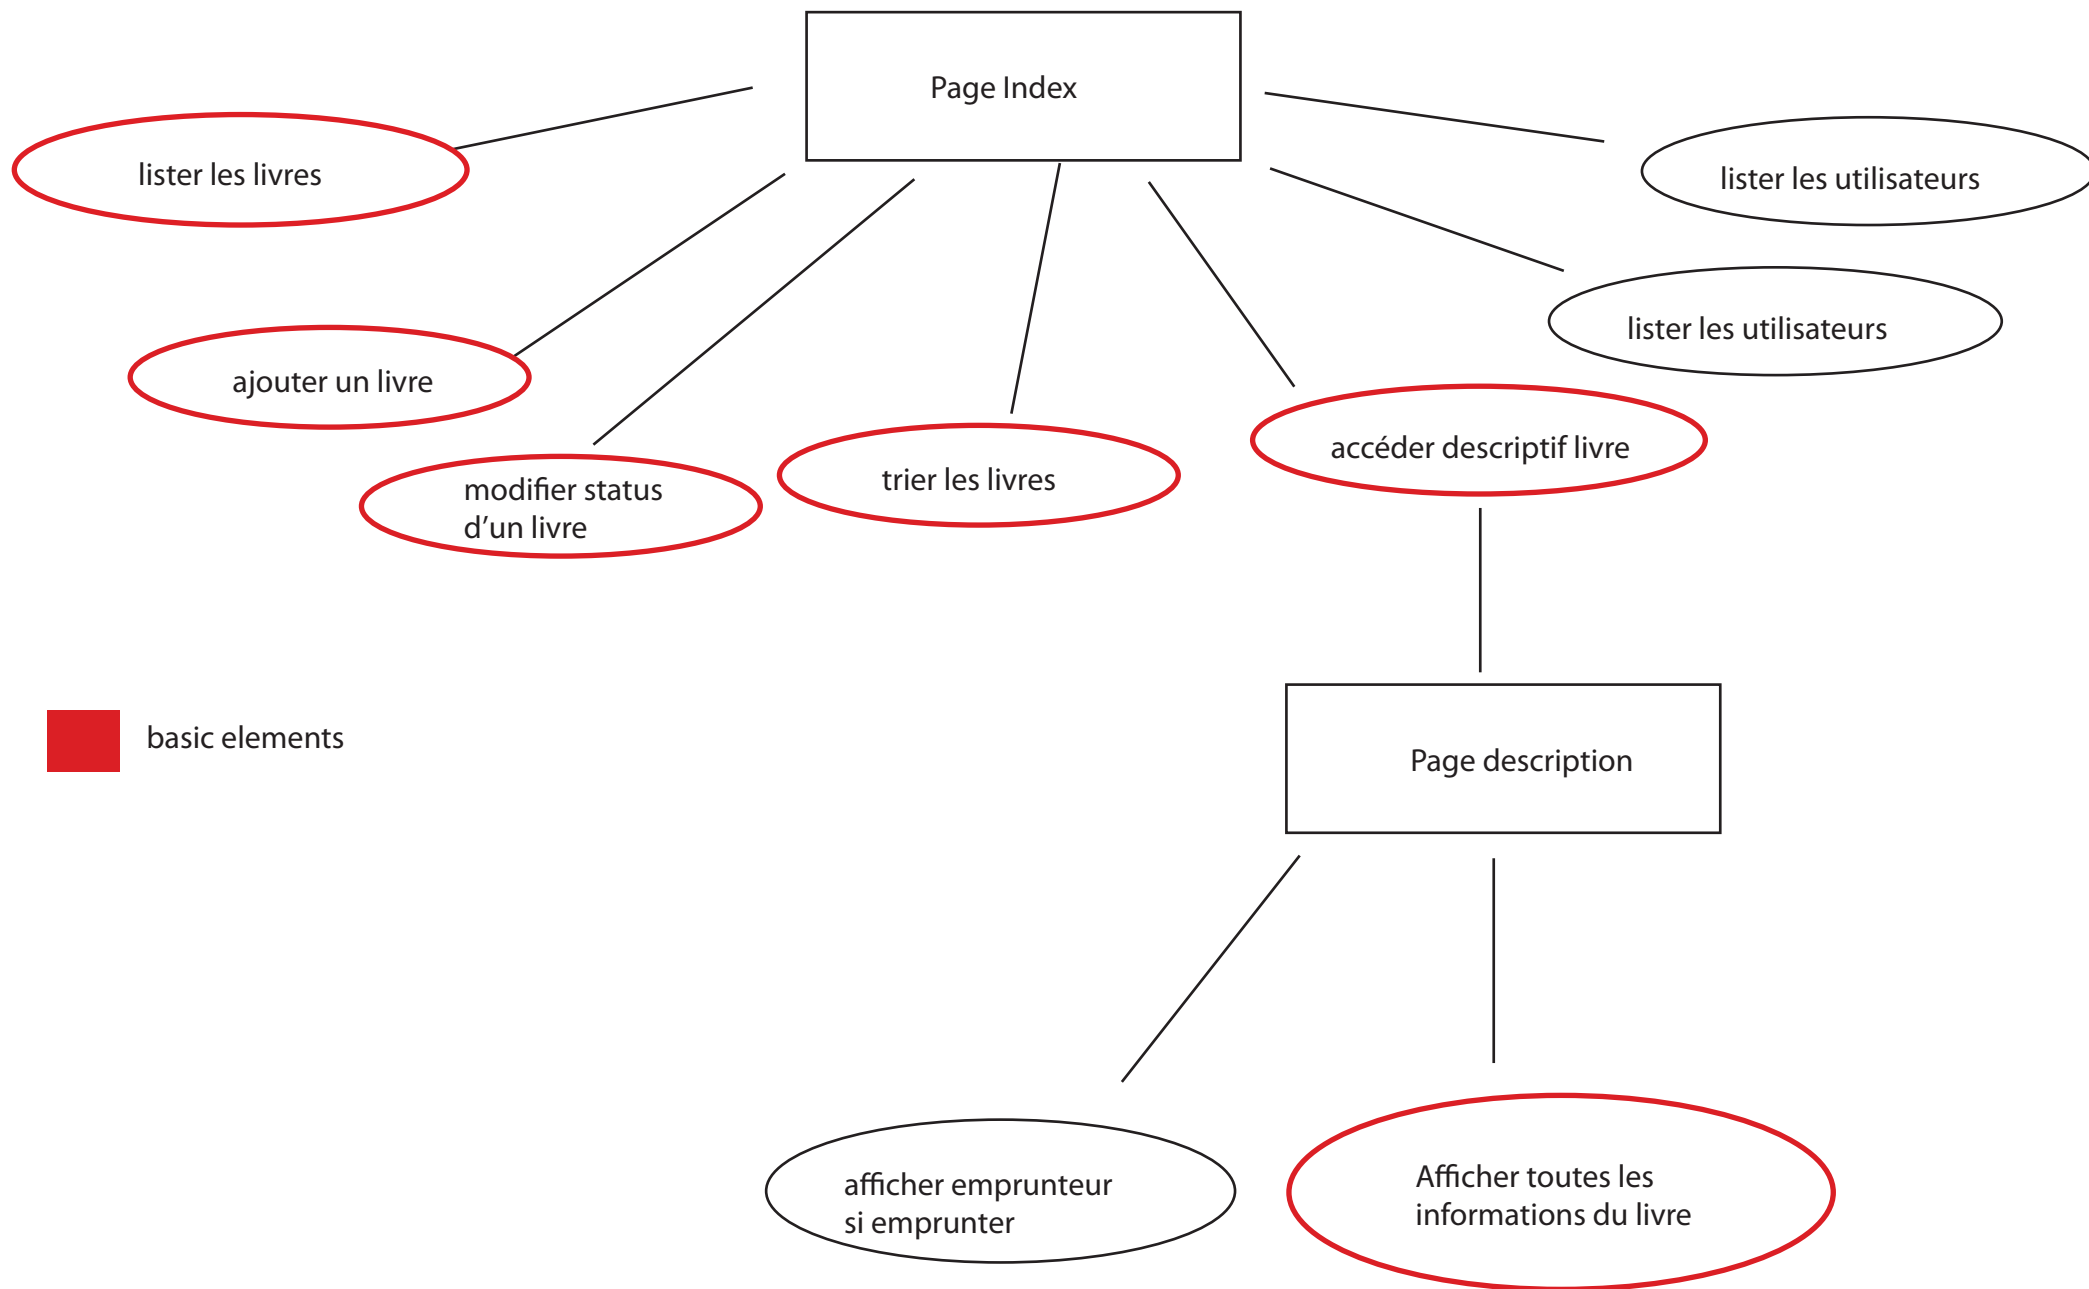 Page Index
lister les livres
lister les utilisateurs
lister les utilisateurs
ajouter un livre
accéder descriptif livre
trier les livres
modifier status
d’un livre
basic elements
Page description
afficher emprunteur
si emprunter
Afficher toutes les
informations du livre